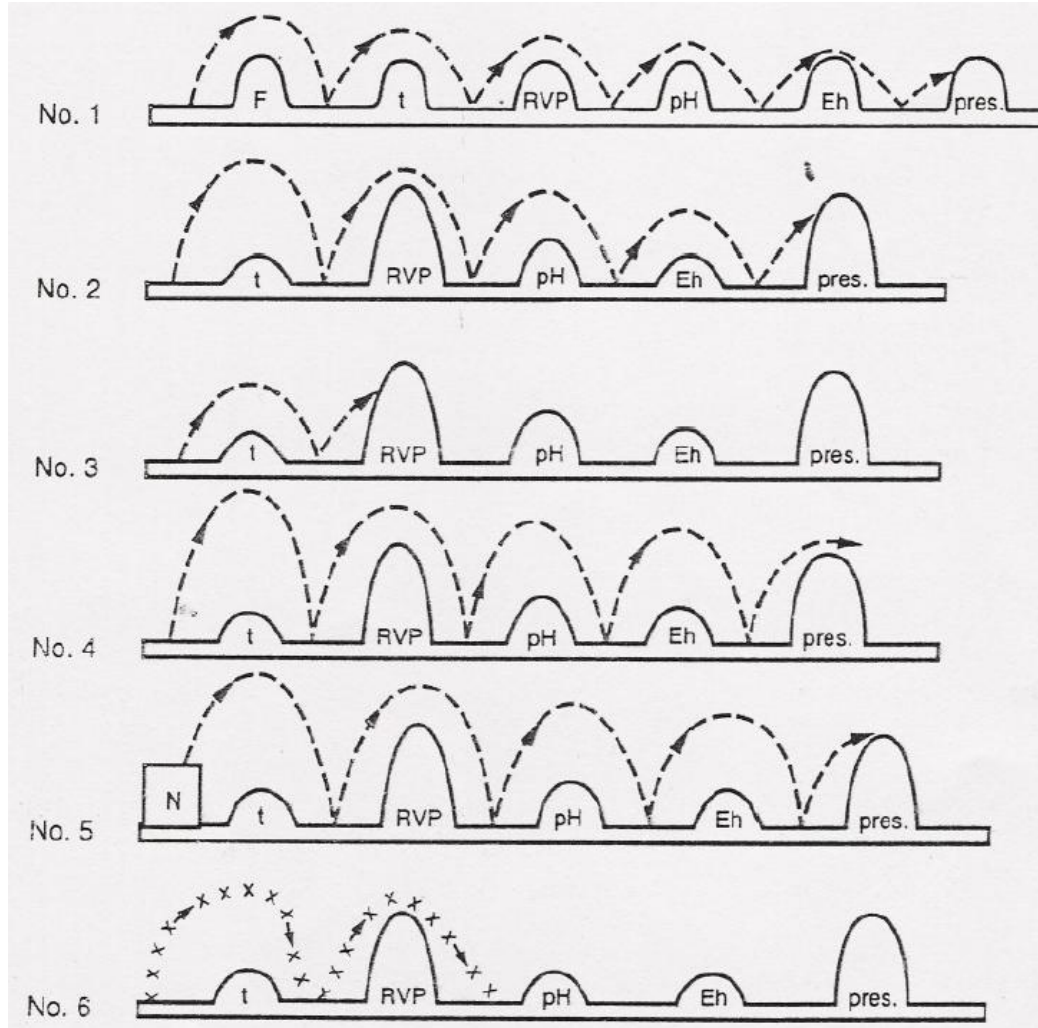 No. 1 F t RVP pH Eh pres.
No. 2 t RVP pH Eh pres.
No. 3 t RVP pH Eh pres.
No. 4 t RVP pH Eh pres.
No. 5 N t RVP pH Eh pres.
No. 6 t RVP pH Eh pres.